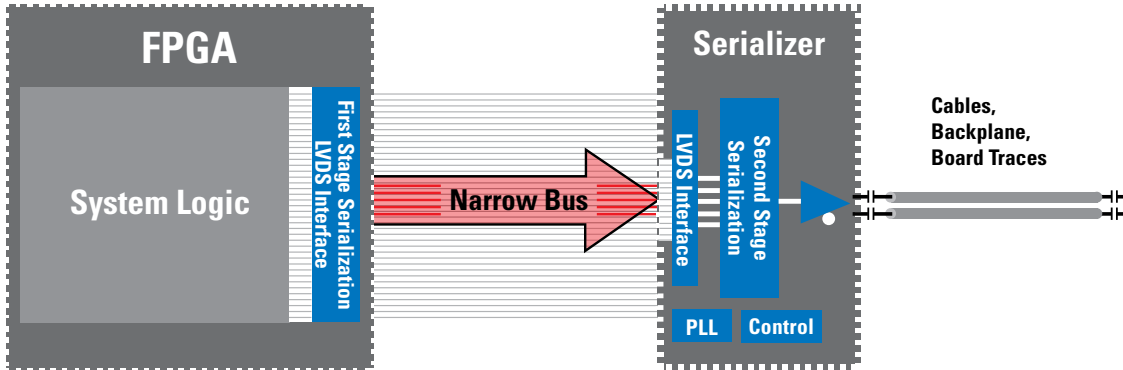 FPGA
System Logic
First Stage Serialization
LVDS Interface
Narrow Bus
Serializer
LVDS Interface
Second Stage
Serialization
PLL
Control
Cables,
Backplane,
Board Traces